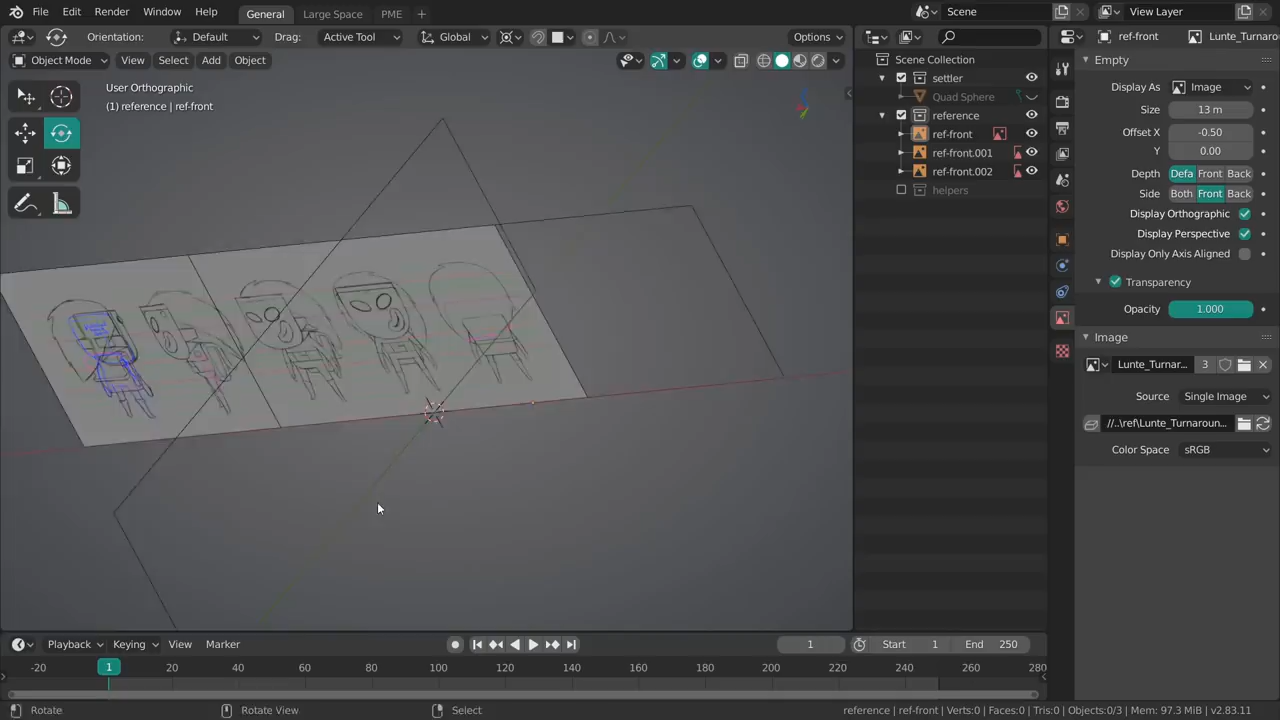 File Edit Render Window Help General Large Space PME + Scene View Layer
Orientation: Default Drag: Active Tool Global Options ref-front Lunte_Turnaro
Object Mode View Select Add Object Scene Collection Empty
User Orthographic
(1) reference | ref-front
settler
Quad Sphere
reference
ref-front
ref-front.001
ref-front.002
helpers
Display As Image
Size 13 m
Offset X -0.50
Y 0.00
Depth Defa Front Back
Side Both Front Back
Display Orthographic
Display Perspective
Display Only Axis Aligned
Transparency
Opacity 1.000
Image
Lunte_Turnar... 3
Source Single Image
//..\ref\Lunte_Turnaroun...
Color Space sRGB
Playback Keying View Marker 1 Start 1 End 250
-20 1 20 40 60 80 100 120 140 160 180 200 220 240 260 280
Rotate Rotate View Select reference | ref-front | Verts:0 | Faces:0 | Tris:0 | Objects:0/3 | Mem: 97.3 MiB | v2.83.11